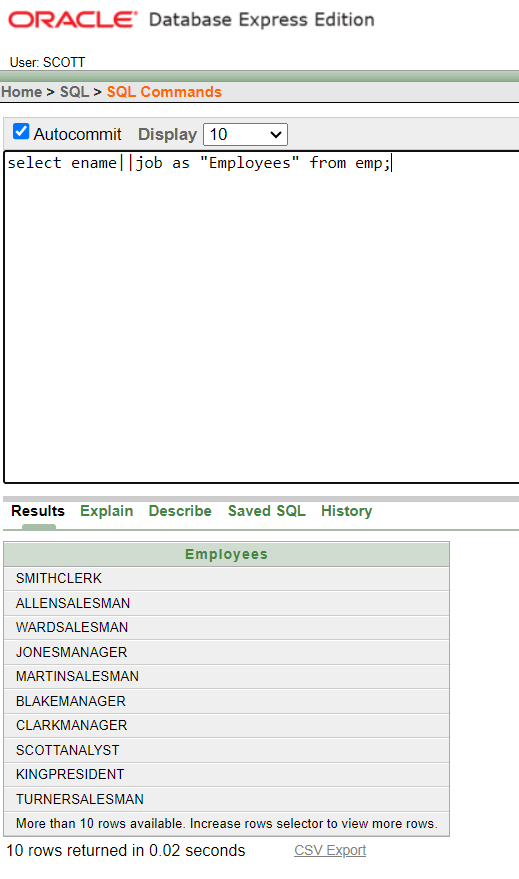 ORACLE® Database Express Edition
User: SCOTT
Home > SQL > SQL Commands
Autocommit Display 10
select ename||job as "Employees" from emp;
Results Explain Describe Saved SQL History
Employees
SMITHCLERK
ALLENSALESMAN
WARDSALESMAN
JONESMANAGER
MARTINSALESMAN
BLAKEMANAGER
CLARKMANAGER
SCOTTANALYST
KINGPRESIDENT
TURNERSALESMAN
More than 10 rows available. Increase rows selector to view more rows.
10 rows returned in 0.02 seconds CSV Export